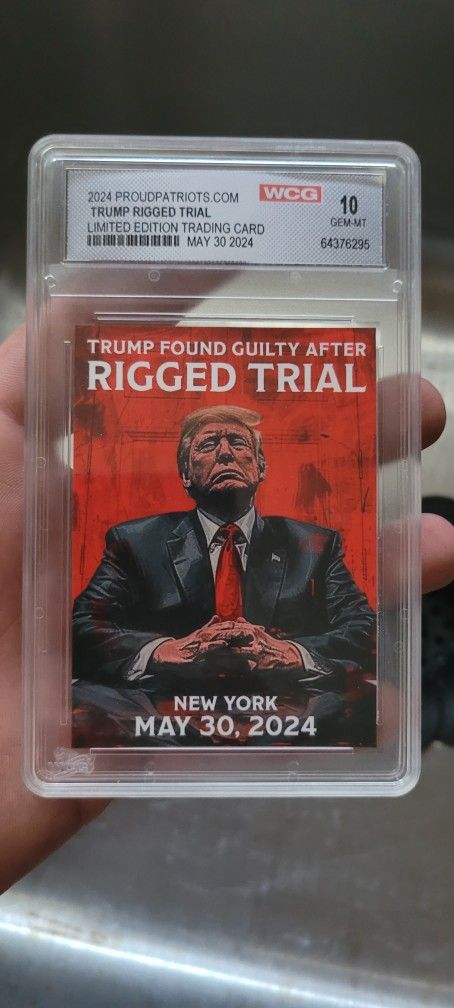 2024 PROUDPATRIOTS.COM
TRUMP RIGGED TRIAL
LIMITED EDITION TRADING CARD
MAY 30 2024
WCG
10
GEM-MT
64376295
TRUMP FOUND GUILTY AFTER
RIGGED TRIAL
NEW YORK
MAY 30, 2024
WCG